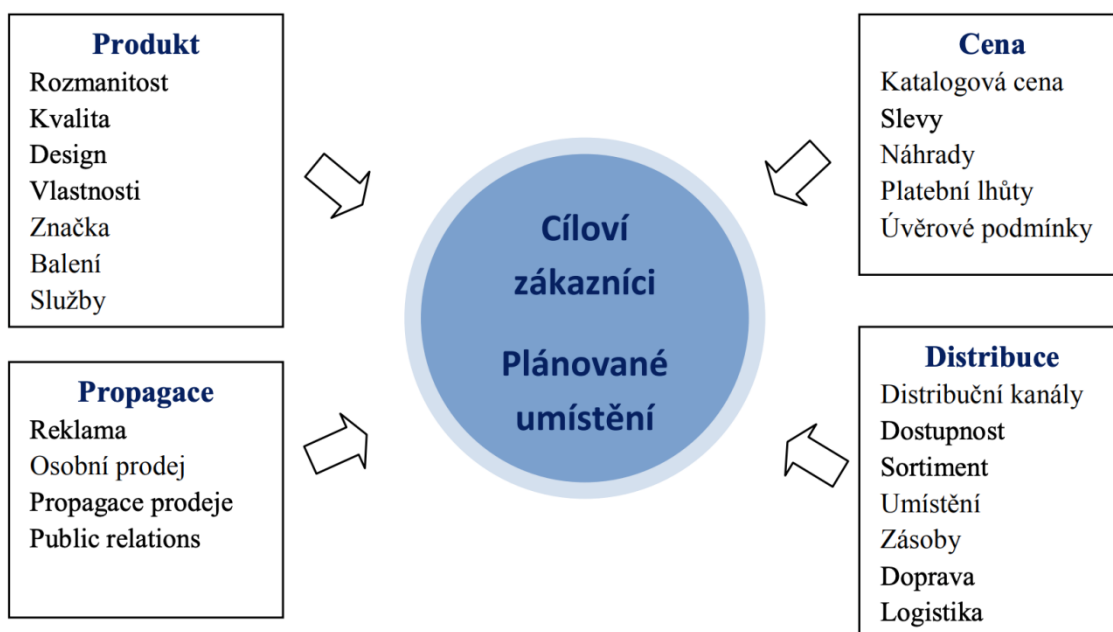 Produkt
Rozmanitost
Kvalita
Design
Vlastnosti
Značka
Balení
Služby
Propagace
Reklama
Osobní prodej
Propagace prodeje
Public relations
Cíloví
zákazníci
Plánované
umístění
Cena
Katalogová cena
Slevy
Náhrady
Platební lhůty
Úvěrové podmínky
Distribuce
Distribuční kanály
Dostupnost
Sortiment
Umístění
Zásoby
Doprava
Logistika